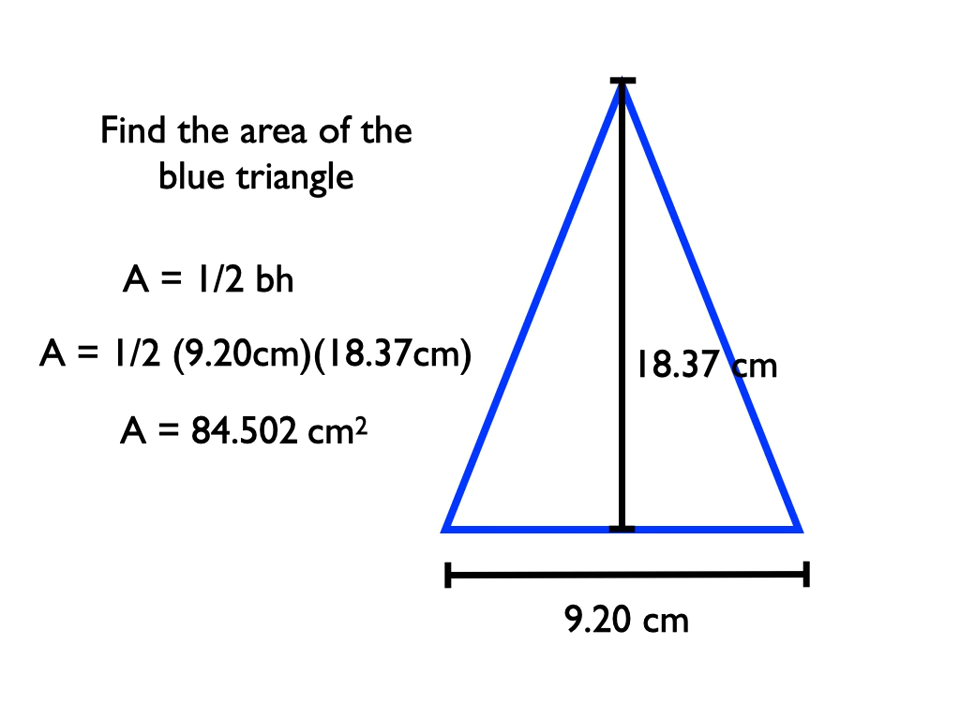 Find the area of the
blue triangle
A = 1/2 bh
A = 1/2 (9.20cm)(18.37cm)
A = 84.502 cm²
18.37 cm
9.20 cm